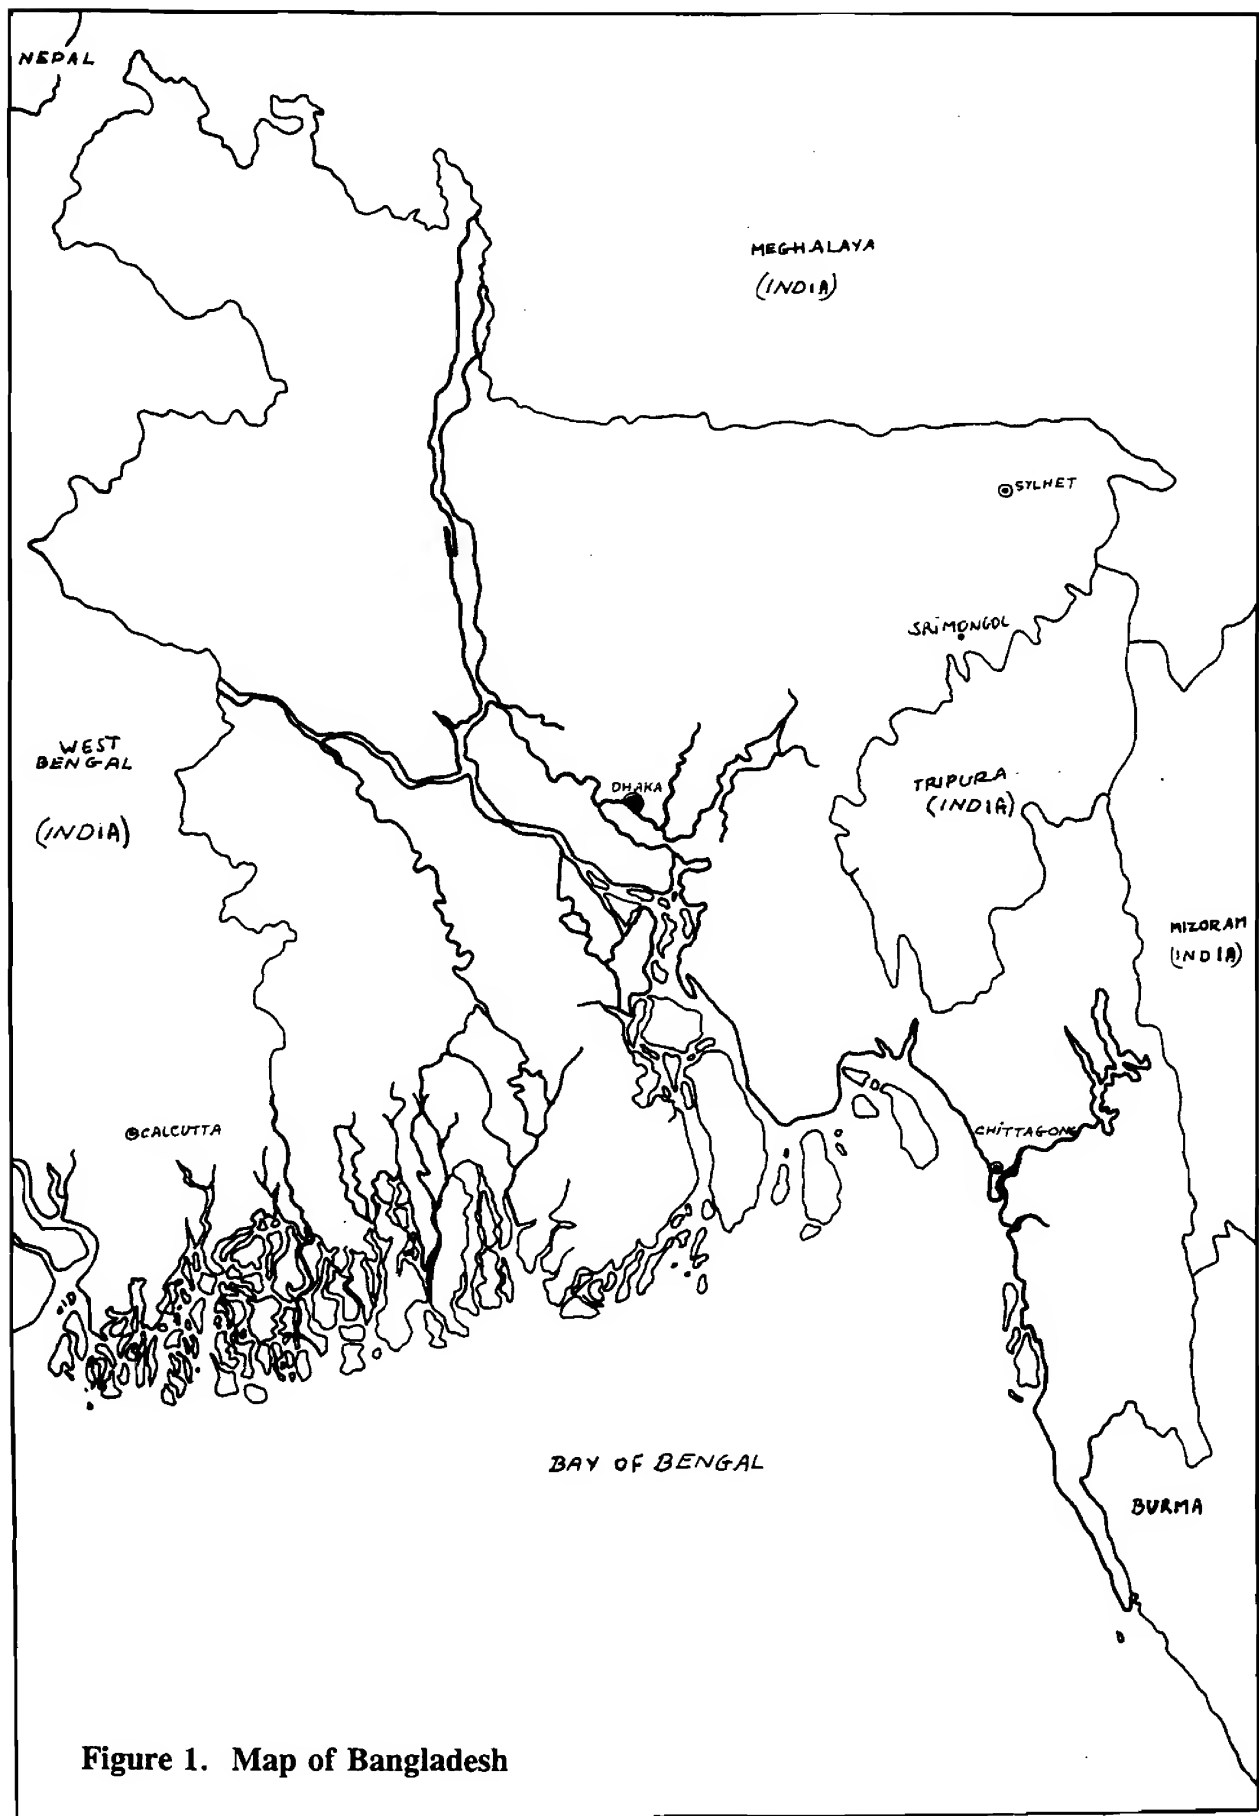 NEPAL
MEGHALAYA
(INDIA)
SYLHET
SRIMONGOL
WEST
BENGAL
(INDIA)
DHAKA
TRIPURA
(INDIA)
MIZORAM
(INDIA)
CALCUTTA
CHITTAGONG
BAY OF BENGAL
BURMA
Figure 1. Map of Bangladesh